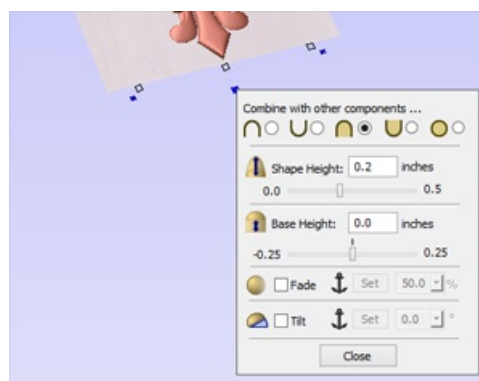 Combine with other components ...
Shape Height: 0.2 inches
0.0 0.5
Base Height: 0.0 inches
-0.25 0.25
Fade Set 50.0 %
Tilt Set 0.0 °
Close